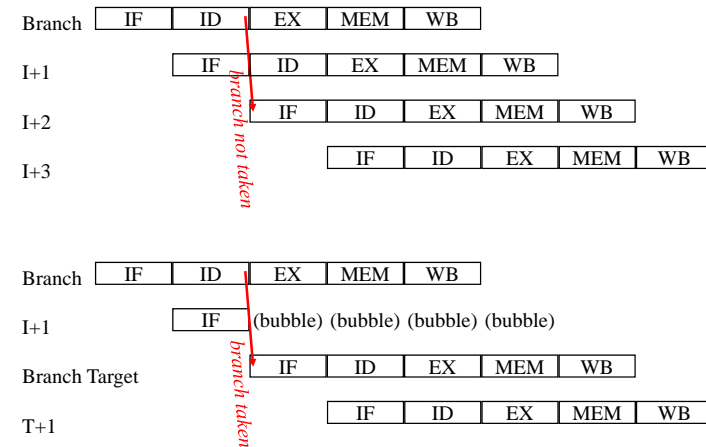 Branch IF ID EX MEM WB
I+1 IF ID EX MEM WB
I+2 IF ID EX MEM WB
I+3 IF ID EX MEM WB
branch not taken
Branch IF ID EX MEM WB
I+1 IF (bubble) (bubble) (bubble) (bubble)
Branch Target IF ID EX MEM WB
T+1 IF ID EX MEM WB
branch taken